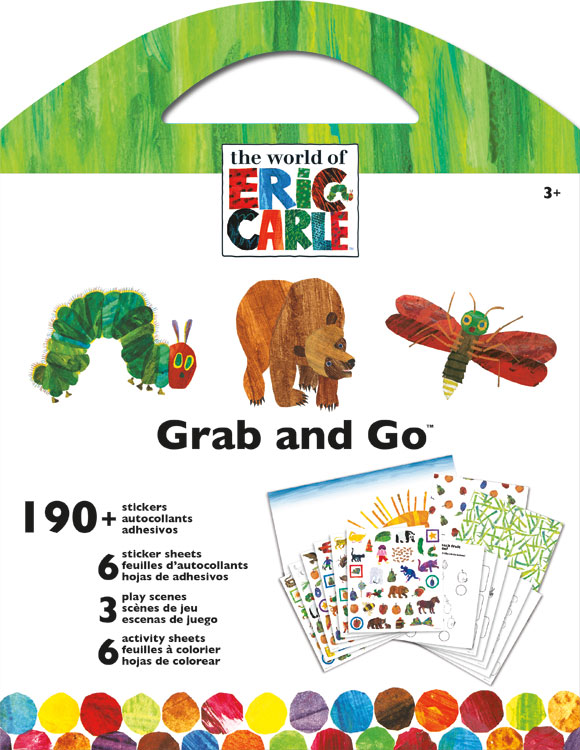 the world of
ERIC
CARLE™
3+
Grab and Go™
190+ stickers
autocollants
adhesivos
6 sticker sheets
feuilles d'autocollants
hojas de adhesivos
3 play scenes
scènes de jeu
escenas de juego
6 activity sheets
feuilles à colorier
hojas de colorear